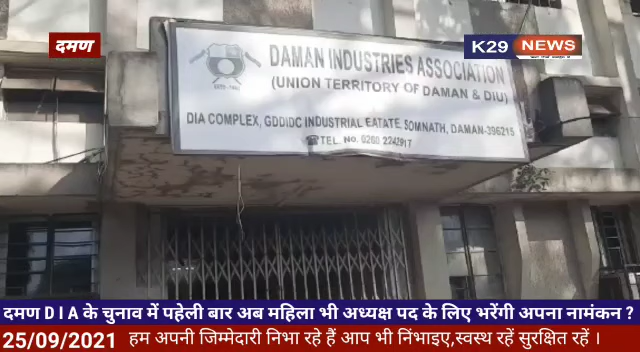 दमण
K29 NEWS
DAMAN INDUSTRIES ASSOCIATION
(UNION TERRITORY OF DAMAN & DIU)
DIA COMPLEX, GDDIDC INDUSTRIAL EATATE, SOMNATH, DAMAN-396215
☎TEL. No. 0260 2242917
दमण D I A के चुनाव में पहेली बार अब महिला भी अध्यक्ष पद के लिए भरेंगी अपना नामंकन ?
25/09/2021 हम अपनी जिम्मेदारी निभा रहे हैं आप भी निंभाइए,स्वस्थ रहें सुरक्षित रहें ।